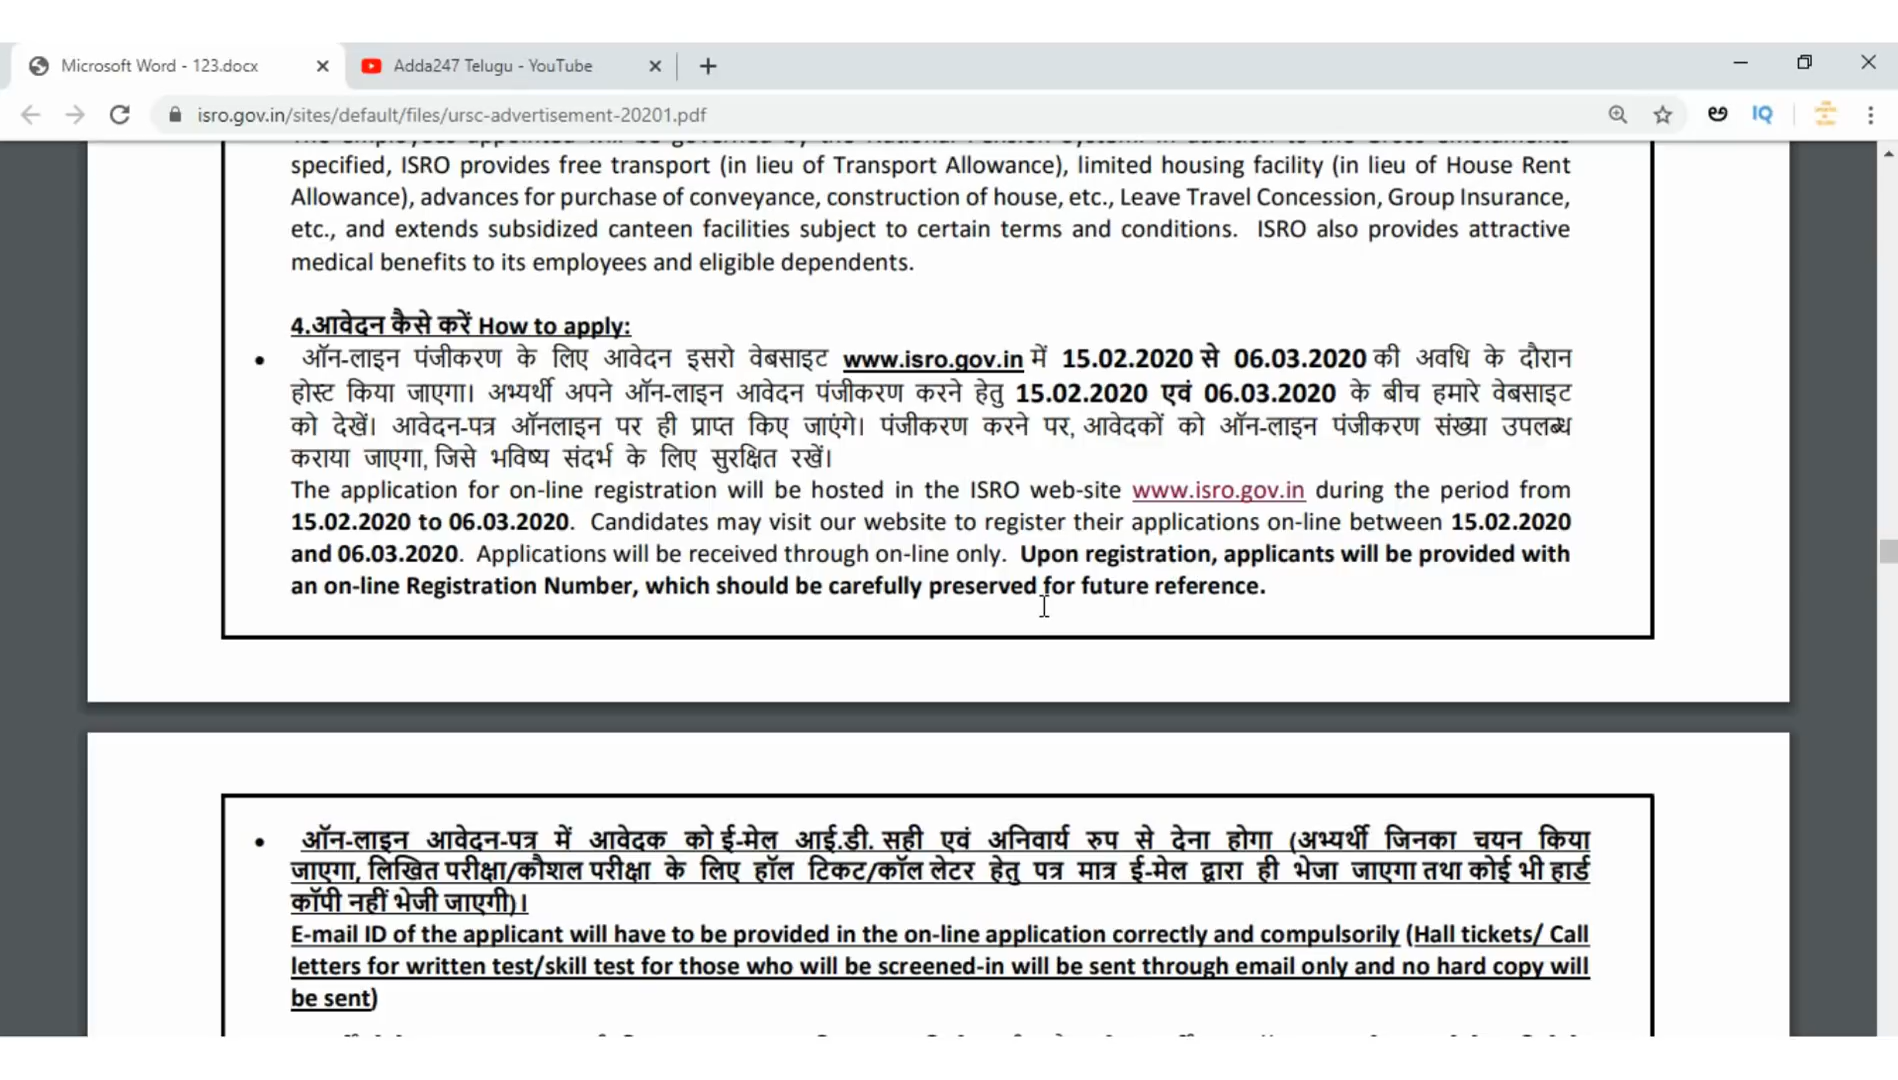 Microsoft Word - 123.docx
Adda247 Telugu - YouTube
isro.gov.in/sites/default/files/ursc-advertisement-20201.pdf
IQ
specified, ISRO provides free transport (in lieu of Transport Allowance), limited housing facility (in lieu of House Rent
Allowance), advances for purchase of conveyance, construction of house, etc., Leave Travel Concession, Group Insurance,
etc., and extends subsidized canteen facilities subject to certain terms and conditions. ISRO also provides attractive
medical benefits to its employees and eligible dependents.
4.आवेदन कैसे करें How to apply:
• ऑन-लाइन पंजीकरण के लिए आवेदन इसरो वेबसाइट www.isro.gov.in में 15.02.2020 से 06.03.2020 की अवधि के दौरान
होस्ट किया जाएगा। अभ्यर्थी अपने ऑन-लाइन आवेदन पंजीकरण करने हेतु 15.02.2020 एवं 06.03.2020 के बीच हमारे वेबसाइट
को देखें। आवेदन-पत्र ऑनलाइन पर ही प्राप्त किए जाएंगे। पंजीकरण करने पर, आवेदकों को ऑन-लाइन पंजीकरण संख्या उपलब्ध
कराया जाएगा, जिसे भविष्य संदर्भ के लिए सुरक्षित रखें।
The application for on-line registration will be hosted in the ISRO web-site www.isro.gov.in during the period from
15.02.2020 to 06.03.2020. Candidates may visit our website to register their applications on-line between 15.02.2020
and 06.03.2020. Applications will be received through on-line only. Upon registration, applicants will be provided with
an on-line Registration Number, which should be carefully preserved for future reference.
• ऑन-लाइन आवेदन-पत्र में आवेदक को ई-मेल आई.डी. सही एवं अनिवार्य रुप से देना होगा (अभ्यर्थी जिनका चयन किया
जाएगा, लिखित परीक्षा/कौशल परीक्षा के लिए हॉल टिकट/कॉल लेटर हेतु पत्र मात्र ई-मेल द्वारा ही भेजा जाएगा तथा कोई भी हार्ड
कॉपी नहीं भेजी जाएगी)।
E-mail ID of the applicant will have to be provided in the on-line application correctly and compulsorily (Hall tickets/ Call
letters for written test/skill test for those who will be screened-in will be sent through email only and no hard copy will
be sent)